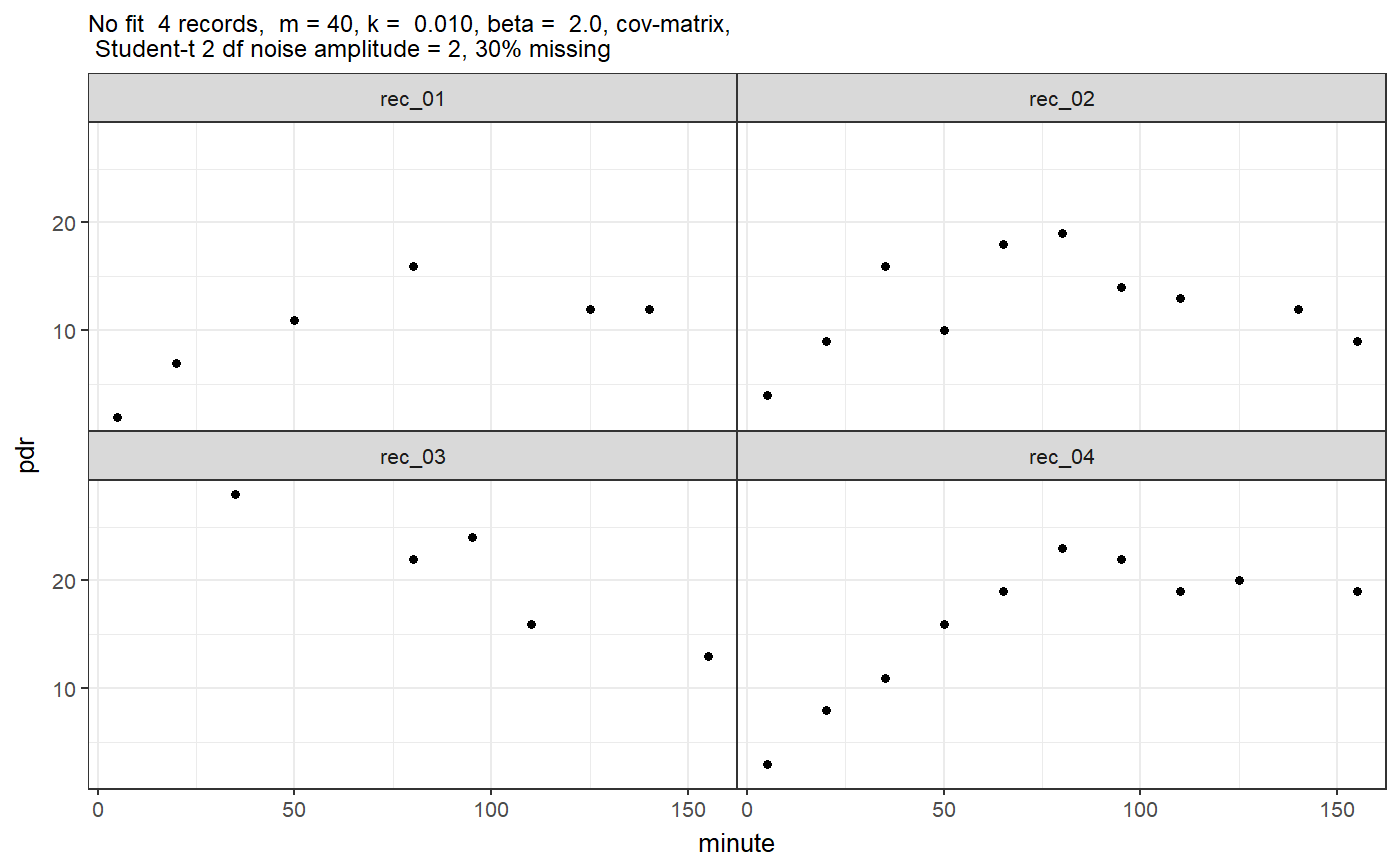 No fit  4 records,  m = 40, k =  0.010, beta =  2.0, cov-matrix,
Student-t 2 df noise amplitude = 2, 30% missing
rec_01
rec_02
20
10
rec_03
rec_04
20
10
pdr
0 50 100 150 0 50 100 150
minute